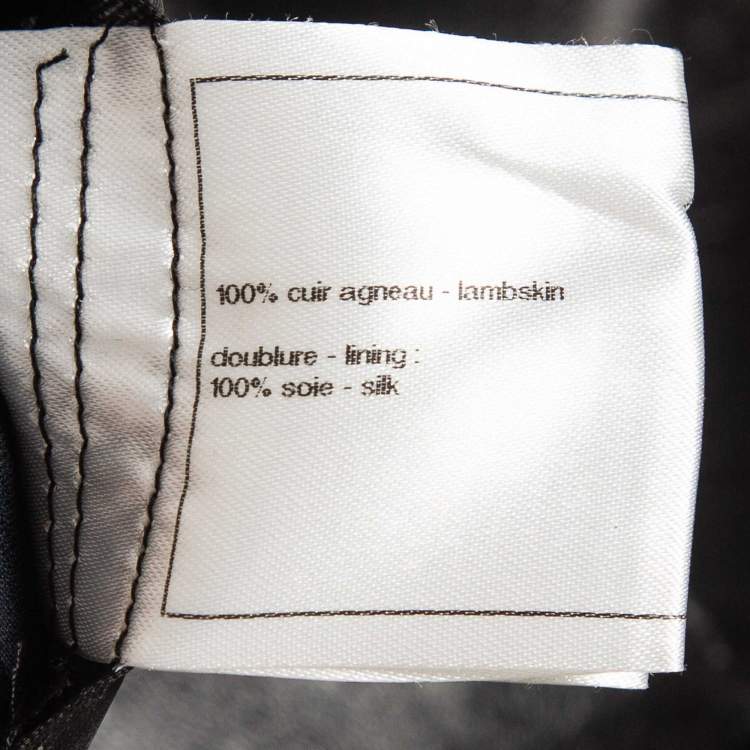 100% cuir agneau - lambskin
doublure - lining :
100% soie - silk